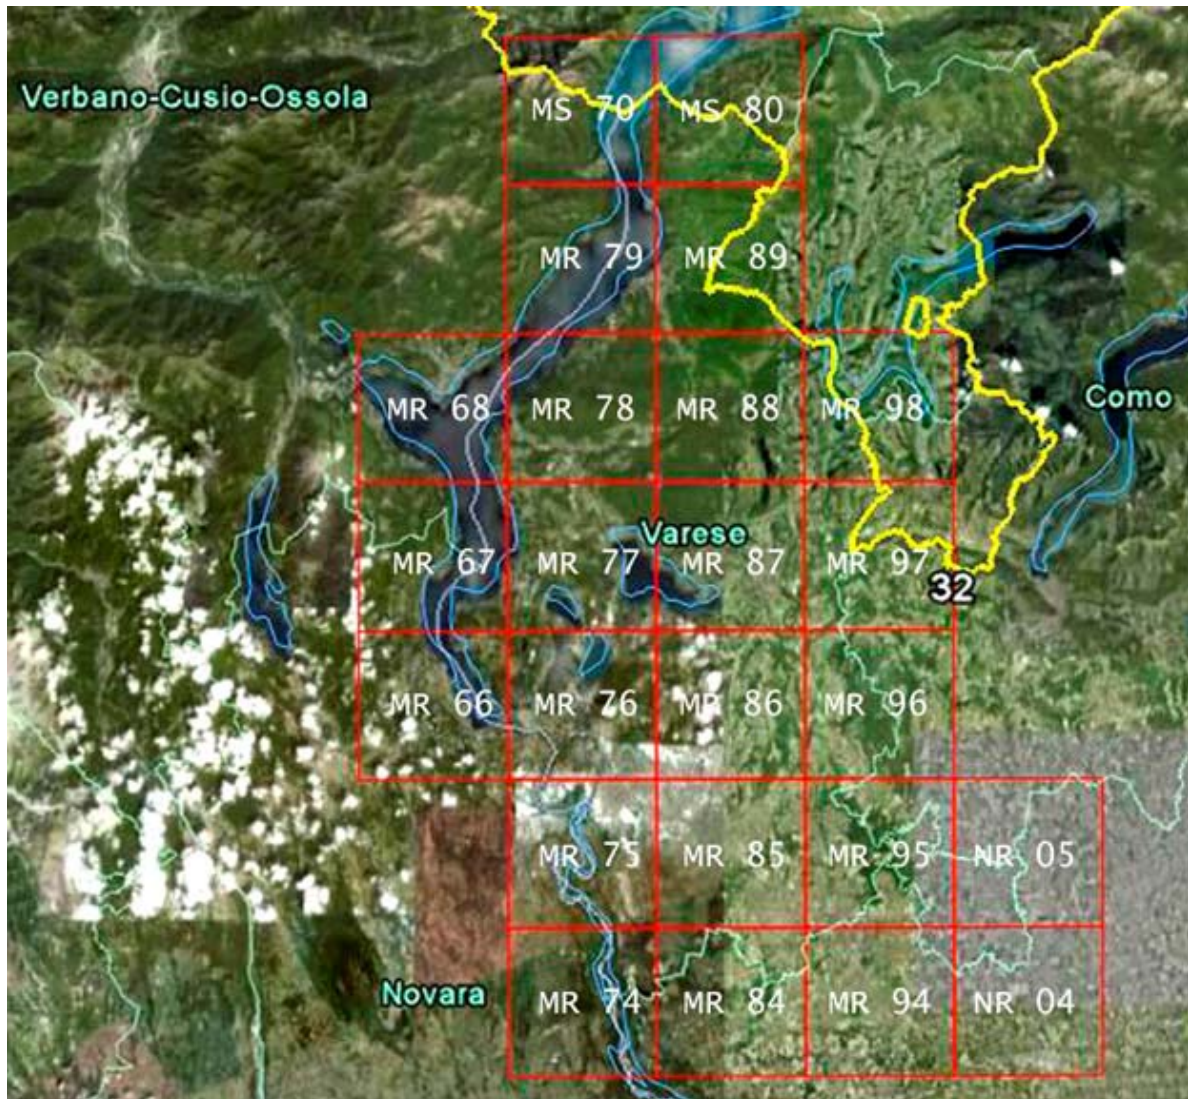 Verbano-Cusio-Ossola
MS 70
MS 80
MR 79
MR 89
MR 68
MR 78
MR 88
MR 98
Como
Varese
MR 67
MR 77
MR 87
MR 97
32
MR 66
MR 76
MR 86
MR 96
MR 75
MR 85
MR 95
NR 05
Novara
MR 74
MR 84
MR 94
NR 04